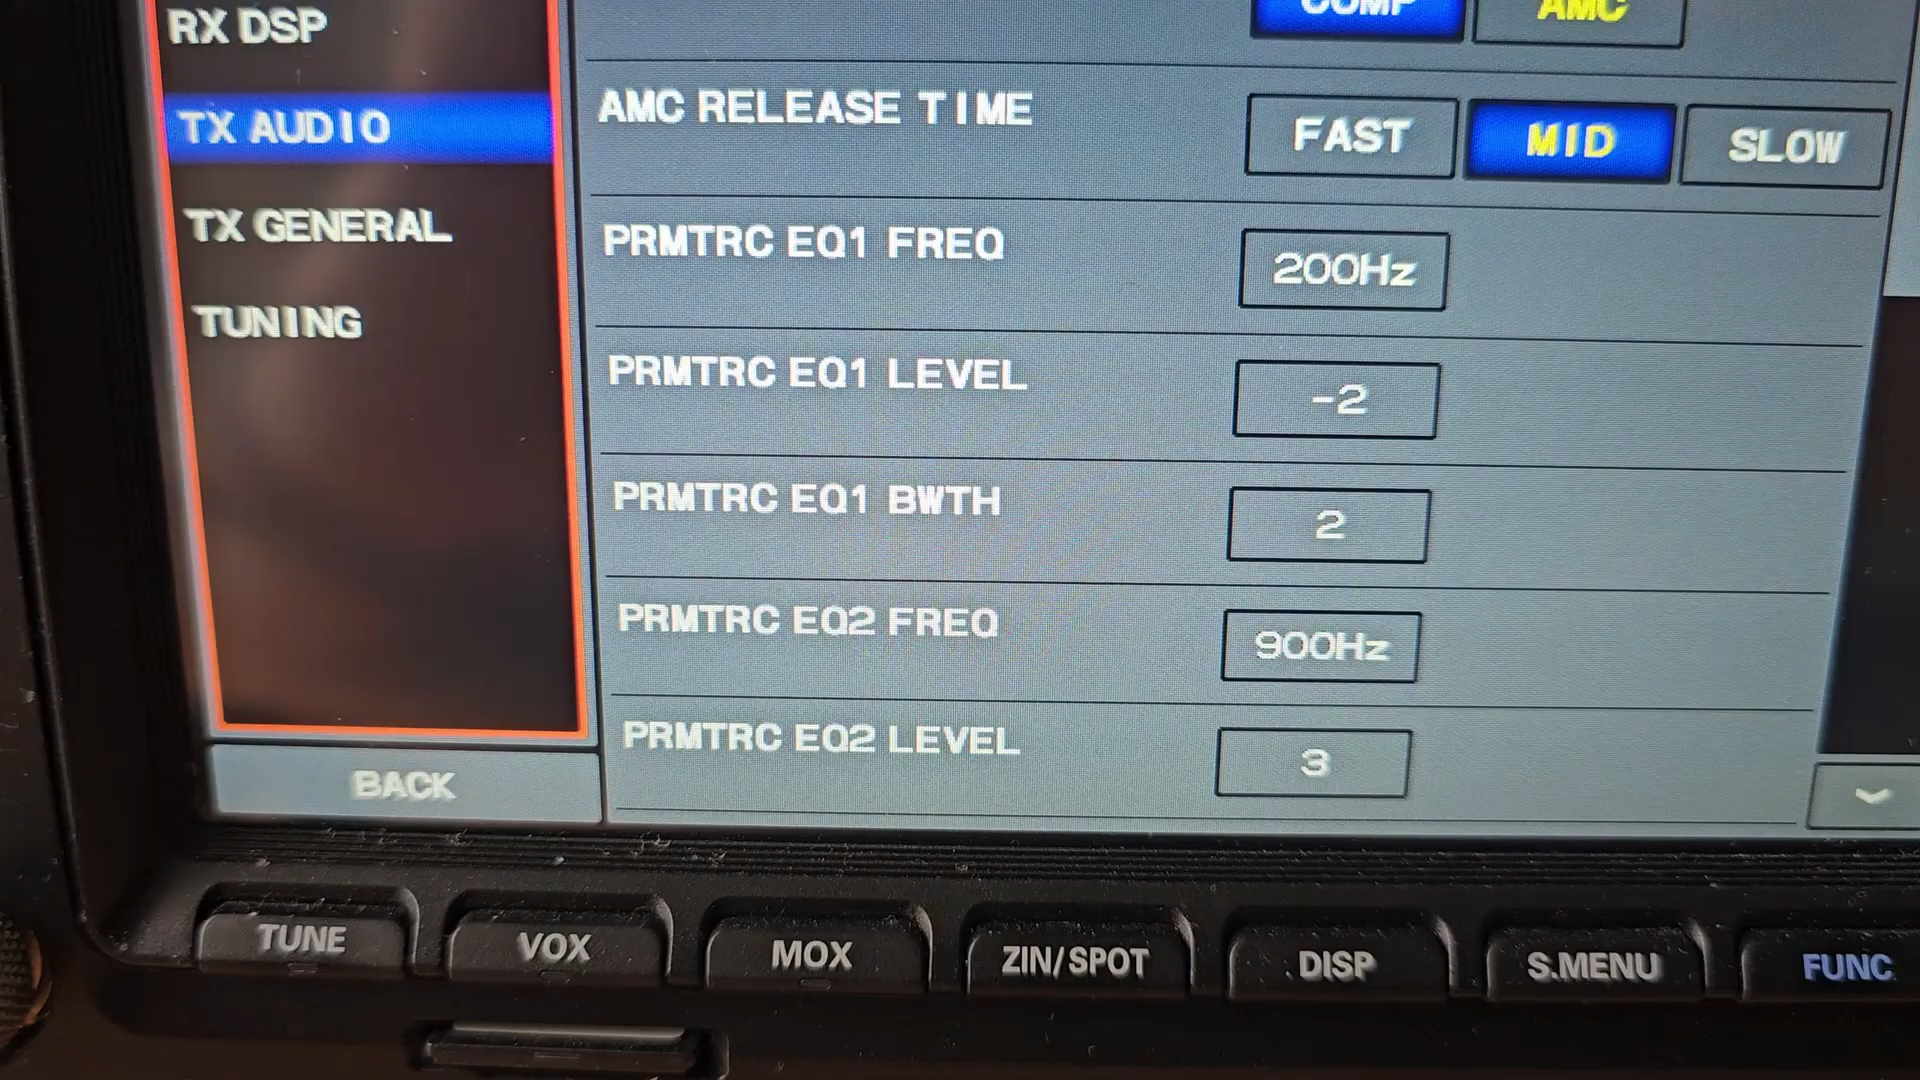 RX DSP
TX AUDIO
TX GENERAL
TUNING
BACK
COMP AMC
AMC RELEASE TIME FAST MID SLOW
PRMTRC EQ1 FREQ 200Hz
PRMTRC EQ1 LEVEL -2
PRMTRC EQ1 BWTH 2
PRMTRC EQ2 FREQ 900Hz
PRMTRC EQ2 LEVEL 3
TUNE VOX MOX ZIN/SPOT DISP S.MENU FUNC